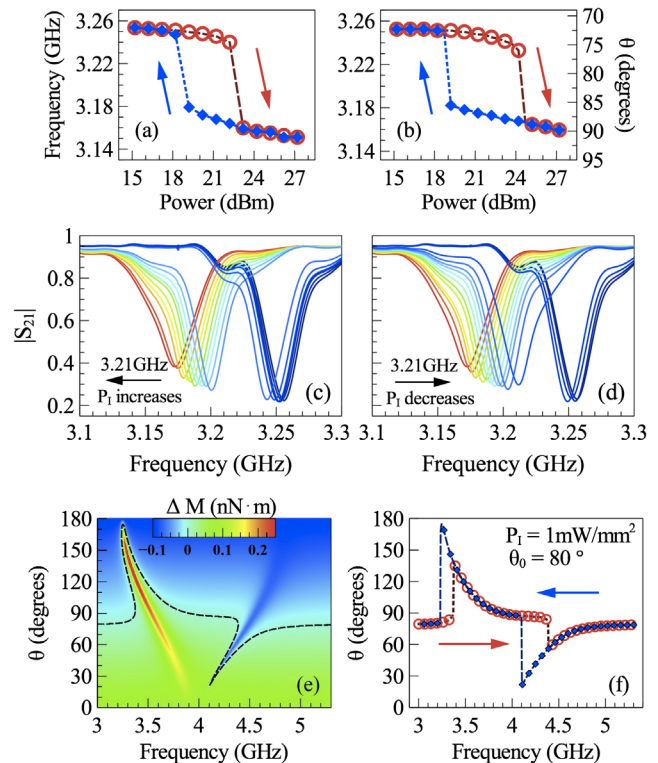 3.26
3.22
3.18
3.14
Frequency (GHz)
(a)
15 18 21 24 27
Power (dBm)
3.26
3.22
3.18
3.14
(b)
70
75
80
85
90
95
θ (degrees)
15 18 21 24 27
Power (dBm)
1
0.8
0.6
0.4
0.2
|S21|
3.21GHz
PI increases
(c)
3.1 3.15 3.2 3.25 3.3
Frequency (GHz)
3.21GHz
PI decreases
(d)
3.1 3.15 3.2 3.25 3.3
Frequency (GHz)
Δ M (nN·m)
−0.1 0 0.1 0.2
180
150
120
90
60
30
0
θ (degrees)
(e)
3 3.5 4 4.5 5
Frequency (GHz)
180
150
120
90
60
30
0
θ (degrees)
PI = 1mW/mm²
θ0 = 80 °
(f)
3 3.5 4 4.5 5
Frequency (GHz)